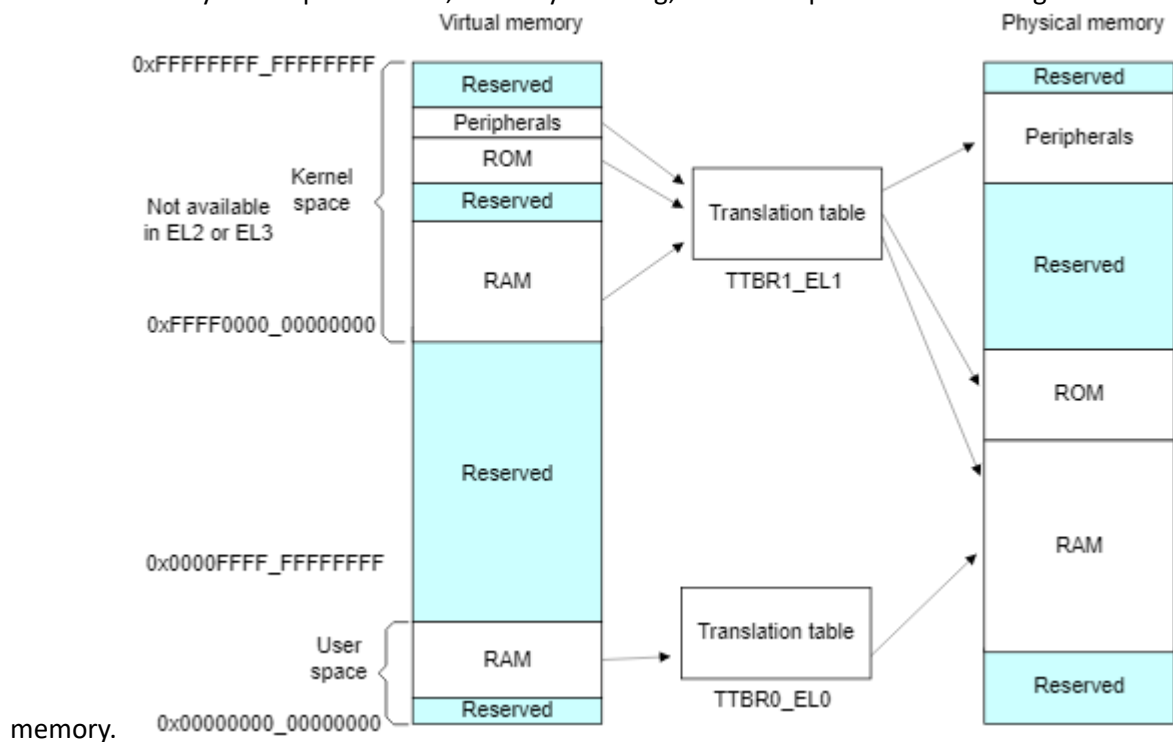 Virtual memory
Physical memory
0xFFFFFFFF_FFFFFFFF
Reserved
Peripherals
ROM
Reserved
RAM
Kernel
space
Not available
in EL2 or EL3
0xFFFF0000_00000000
Reserved
0x0000FFFF_FFFFFFFF
User
space
RAM
Reserved
0x00000000_00000000
Translation table
TTBR1_EL1
Translation table
TTBR0_EL0
Reserved
Peripherals
Reserved
ROM
RAM
Reserved
memory.